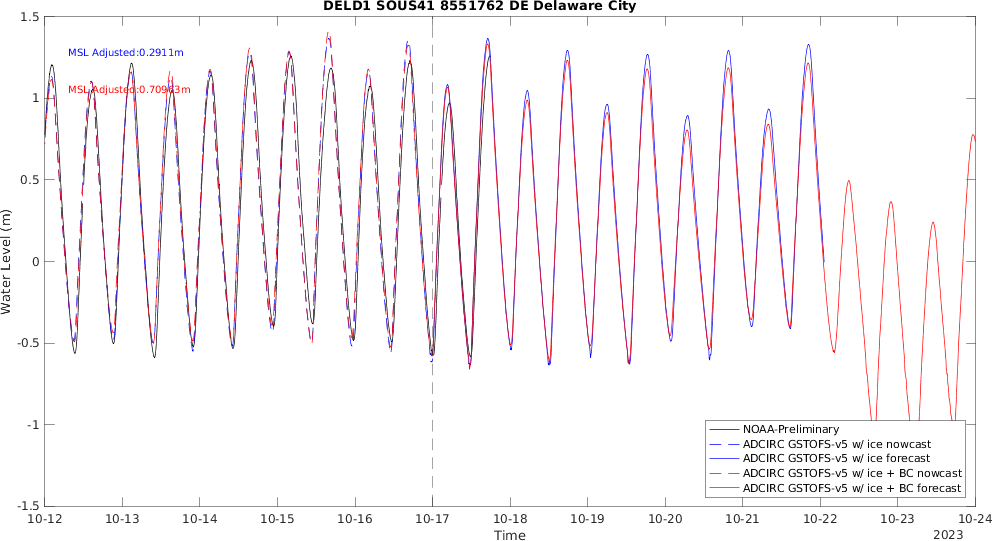 DELD1 SOUS41 8551762 DE Delaware City
1.5
MSL Adjusted:0.2911m
MSL Adjusted:0.70963m
1
0.5
0
-0.5
-1
-1.5
Water Level (m)
NOAA-Preliminary
ADCIRC GSTOFS-v5 w/ ice nowcast
ADCIRC GSTOFS-v5 w/ ice forecast
ADCIRC GSTOFS-v5 w/ ice + BC nowcast
ADCIRC GSTOFS-v5 w/ ice + BC forecast
10-12 10-13 10-14 10-15 10-16 10-17 10-18 10-19 10-20 10-21 10-22 10-23 10-24
Time
2023